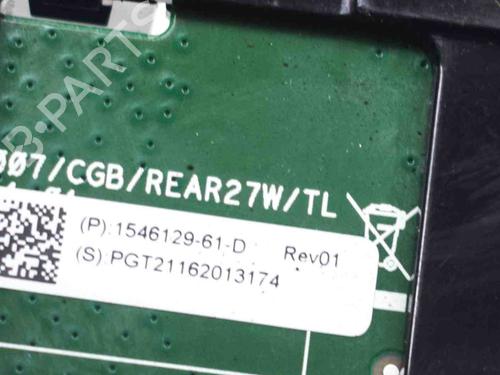 B-PARTS
307/CGB/REAR27W/TL
(P):1546129-61-D Rev01
(S):PGT21162013174